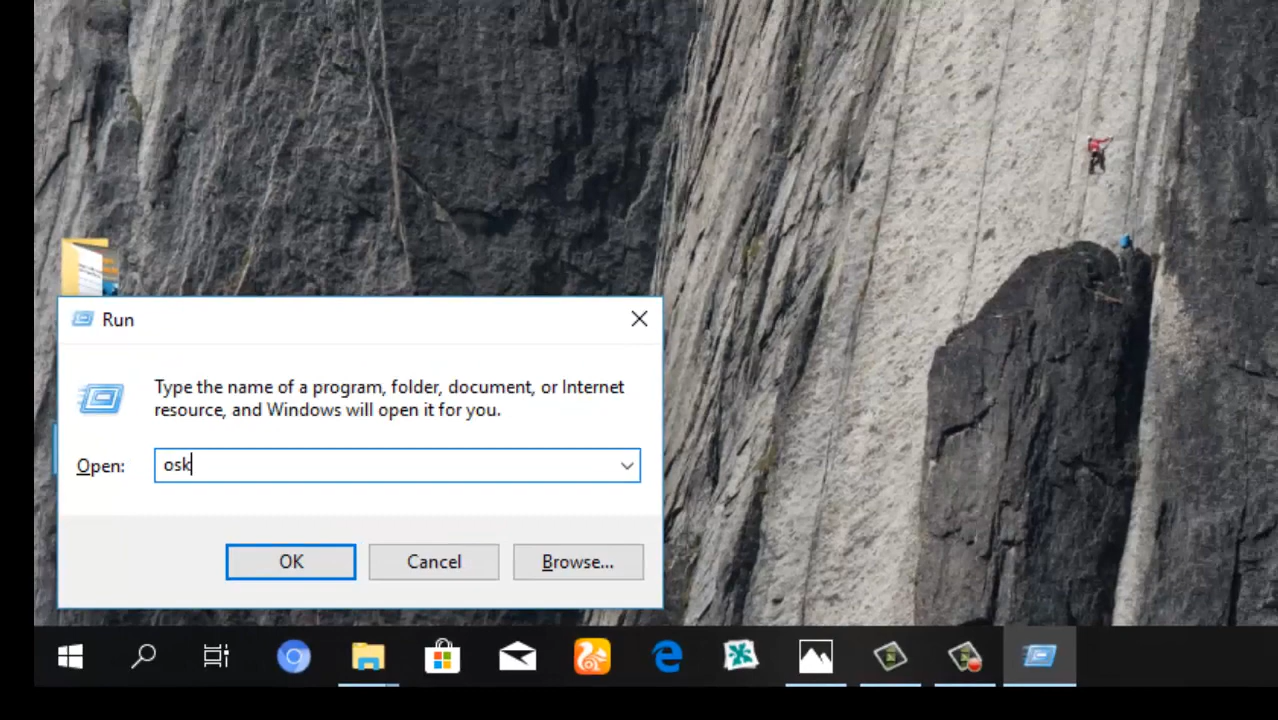 Run
Type the name of a program, folder, document, or Internet
resource, and Windows will open it for you.
Open: osk
OK Cancel Browse...